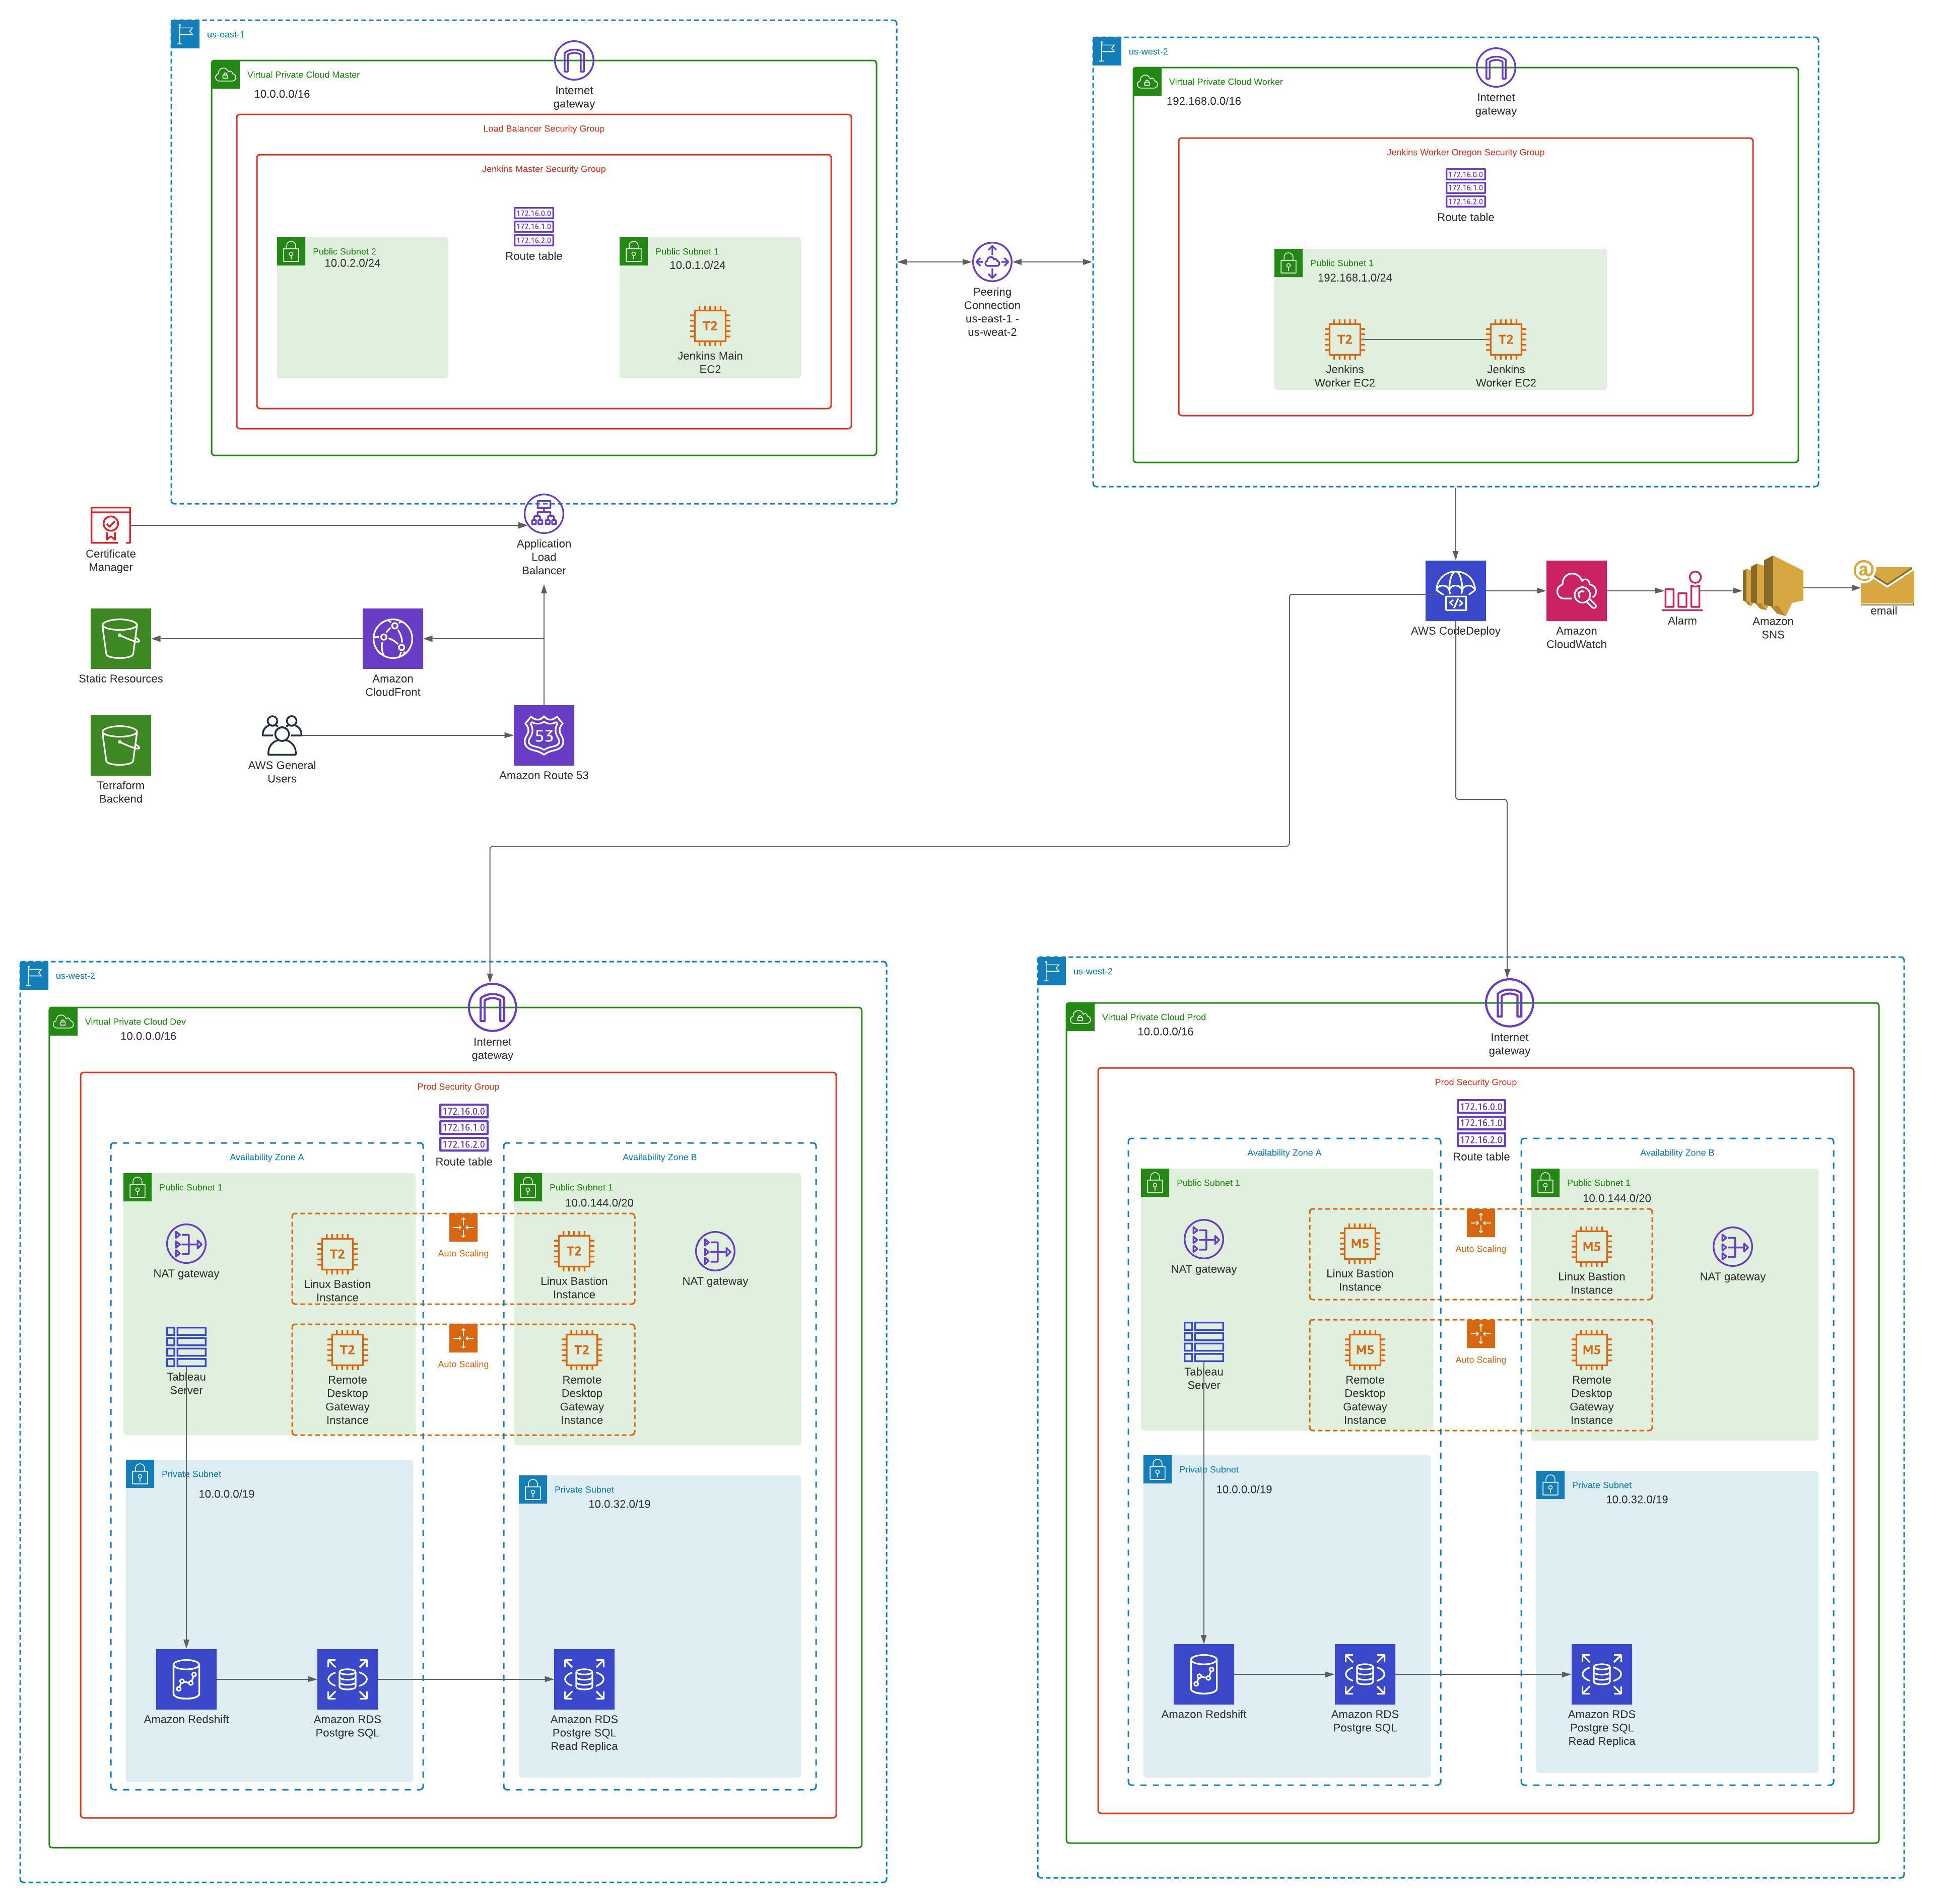 us-east-1
Virtual Private Cloud Master
10.0.0.0/16
Internet
gateway
Load Balancer Security Group
Jenkins Master Security Group
172.16.0.0
172.16.1.0
172.16.2.0
Route table
Public Subnet 2
10.0.2.0/24
Public Subnet 1
10.0.1.0/24
T2
Jenkins Main
EC2
Peering
Connection
us-east-1 -
us-weat-2
us-west-2
Virtual Private Cloud Worker
192.168.0.0/16
Internet
gateway
Jenkins Worker Oregon Security Group
172.16.0.0
172.16.1.0
172.16.2.0
Route table
Public Subnet 1
192.168.1.0/24
T2
Jenkins
Worker EC2
T2
Jenkins
Worker EC2
Certificate
Manager
Application
Load
Balancer
Static Resources
Amazon
CloudFront
Terraform
Backend
AWS General
Users
53
Amazon Route 53
AWS CodeDeploy
Amazon
CloudWatch
Alarm
Amazon
SNS
@
email
us-west-2
Virtual Private Cloud Dev
10.0.0.0/16
Internet
gateway
Prod Security Group
172.16.0.0
172.16.1.0
172.16.2.0
Route table
Availability Zone A
Availability Zone B
Public Subnet 1
Public Subnet 1
10.0.144.0/20
NAT gateway
T2
Linux Bastion
Instance
Auto Scaling
T2
Linux Bastion
Instance
NAT gateway
Tableau
Server
T2
Remote
Desktop
Gateway
Instance
Auto Scaling
T2
Remote
Desktop
Gateway
Instance
Private Subnet
10.0.0.0/19
Private Subnet
10.0.32.0/19
Amazon Redshift
Amazon RDS
Postgre SQL
Amazon RDS
Postgre SQL
Read Replica
us-west-2
Virtual Private Cloud Prod
10.0.0.0/16
Internet
gateway
Prod Security Group
172.16.0.0
172.16.1.0
172.16.2.0
Route table
Availability Zone A
Availability Zone B
Public Subnet 1
Public Subnet 1
10.0.144.0/20
NAT gateway
M5
Linux Bastion
Instance
Auto Scaling
M5
Linux Bastion
Instance
NAT gateway
Tableau
Server
M5
Remote
Desktop
Gateway
Instance
Auto Scaling
M5
Remote
Desktop
Gateway
Instance
Private Subnet
10.0.0.0/19
Private Subnet
10.0.32.0/19
Amazon Redshift
Amazon RDS
Postgre SQL
Amazon RDS
Postgre SQL
Read Replica